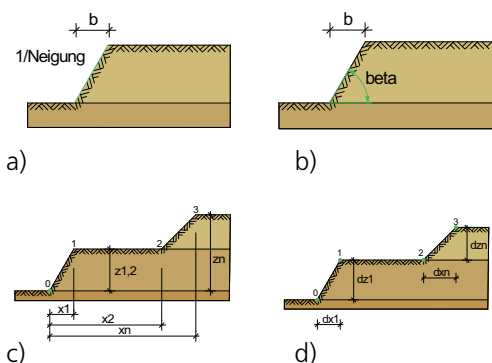 b
1/Neigung
a)
b
beta
b)
0
1
2
3
z1,2
zn
x1
x2
xn
c)
0
1
2
3
dz1
dzn
dxn
dx1
d)